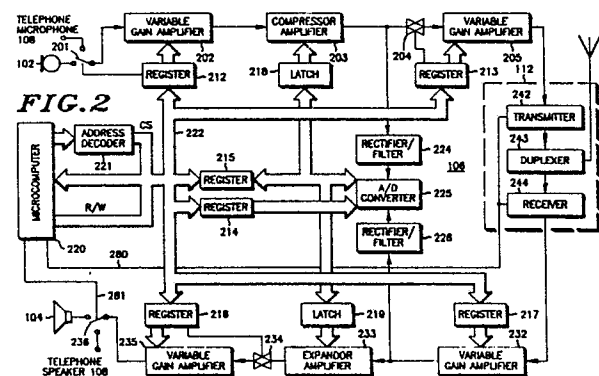 TELEPHONE
MICROPHONE
108
201
102
VARIABLE
GAIN AMPLIFIER
202
COMPRESSOR
AMPLIFIER
203
204
VARIABLE
GAIN AMPLIFIER
205
REGISTER
212
218
LATCH
REGISTER
213
112
242
TRANSMITTER
243
DUPLEXER
244
RECEIVER
FIG.2
MICROCOMPUTER
220
ADDRESS
DECODER
221
CS
222
R/W
215
REGISTER
REGISTER
214
RECTIFIER/
FILTER
224
106
A/D
CONVERTER
225
RECTIFIER/
FILTER
226
280
281
104
236
TELEPHONE
SPEAKER 108
REGISTER
216
LATCH
219
REGISTER
217
235
VARIABLE
GAIN AMPLIFIER
234
233
EXPANDOR
AMPLIFIER
232
VARIABLE
GAIN AMPLIFIER